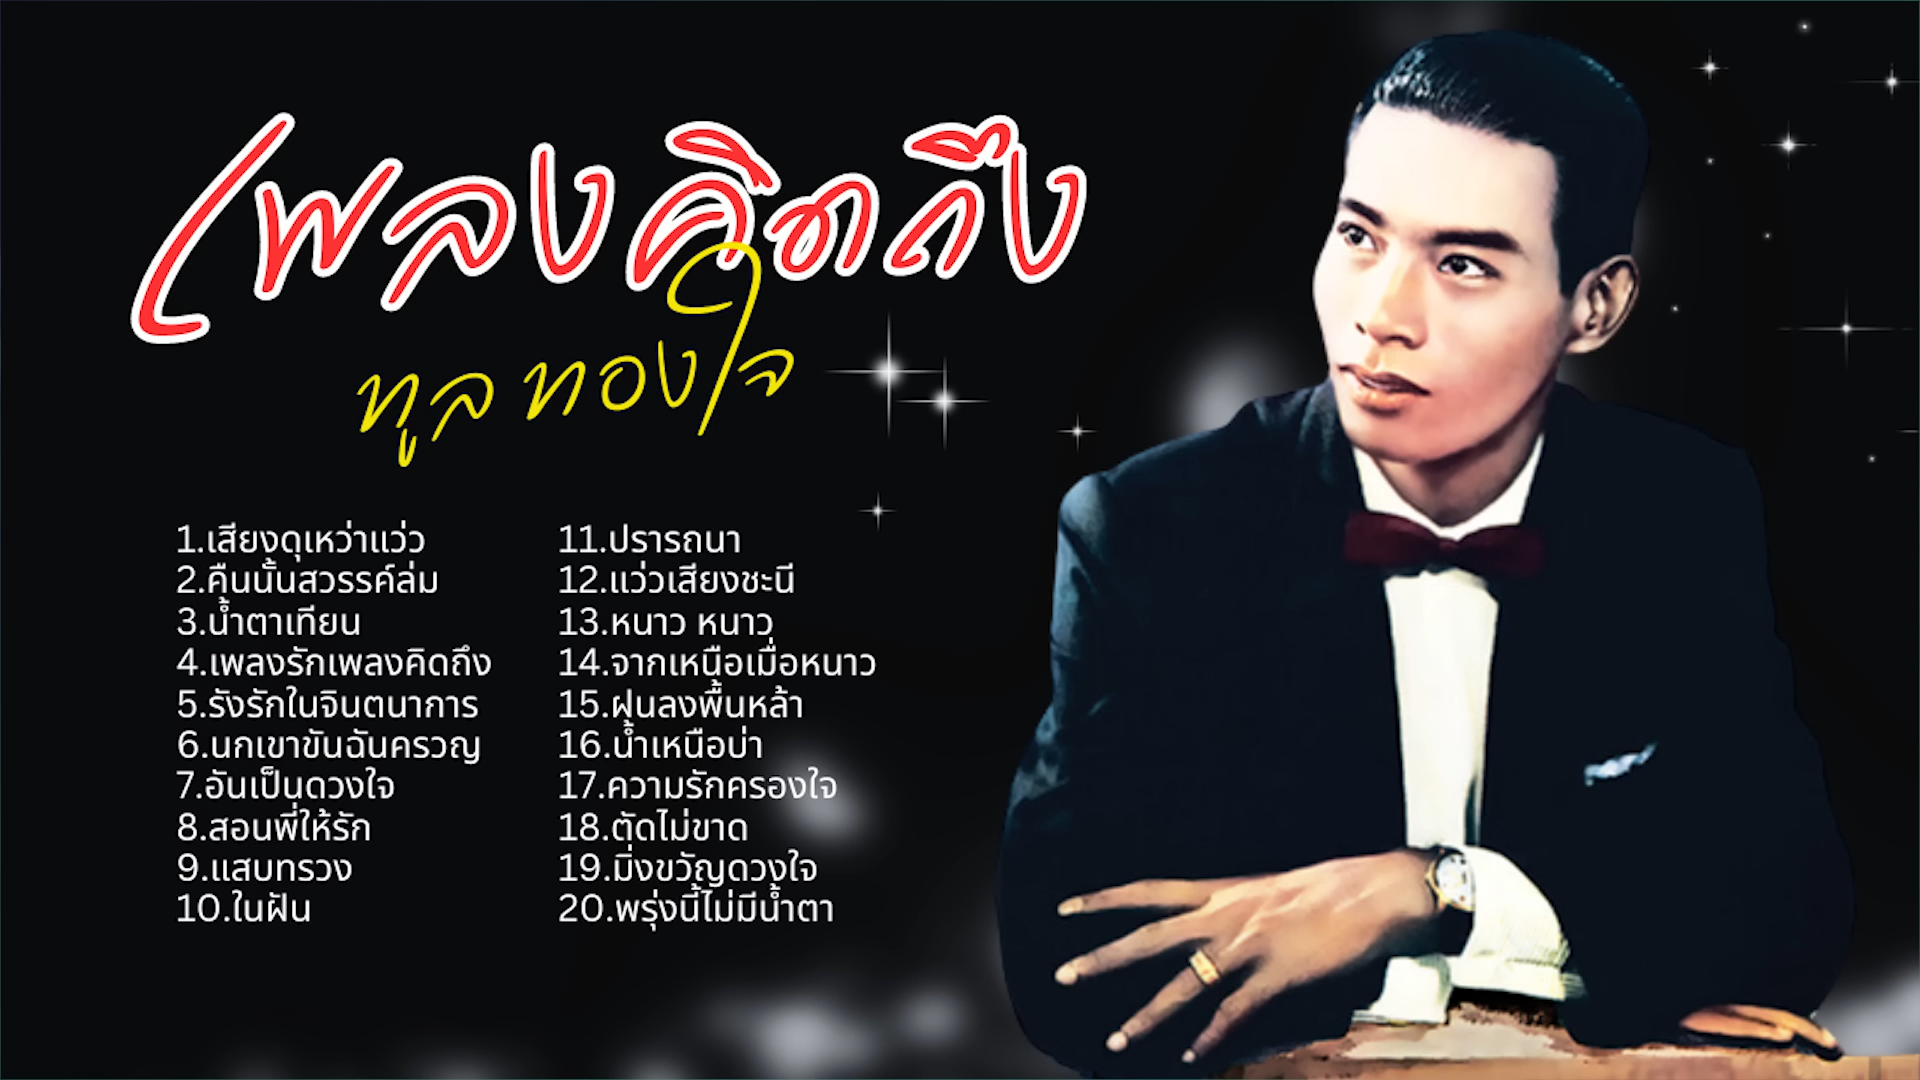 เพลงคิดถึง
ทูล ทองใจ
1.เสียงดุเหว่าแว่ว
2.คืนนั้นสวรรค์ล่ม
3.น้ำตาเทียน
4.เพลงรักเพลงคิดถึง
5.รังรักในจินตนาการ
6.นกเขาขันฉันครวญ
7.อันเป็นดวงใจ
8.สอนพี่ให้รัก
9.แสบทรวง
10.ในฝัน
11.ปรารถนา
12.แว่วเสียงชะนี
13.หนาว หนาว
14.จากเหนือเมื่อหนาว
15.ฝนลงพื้นหล้า
16.น้ำเหนือบ่า
17.ความรักครองใจ
18.ตัดไม่ขาด
19.มิ่งขวัญดวงใจ
20.พรุ่งนี้ไม่มีน้ำตา